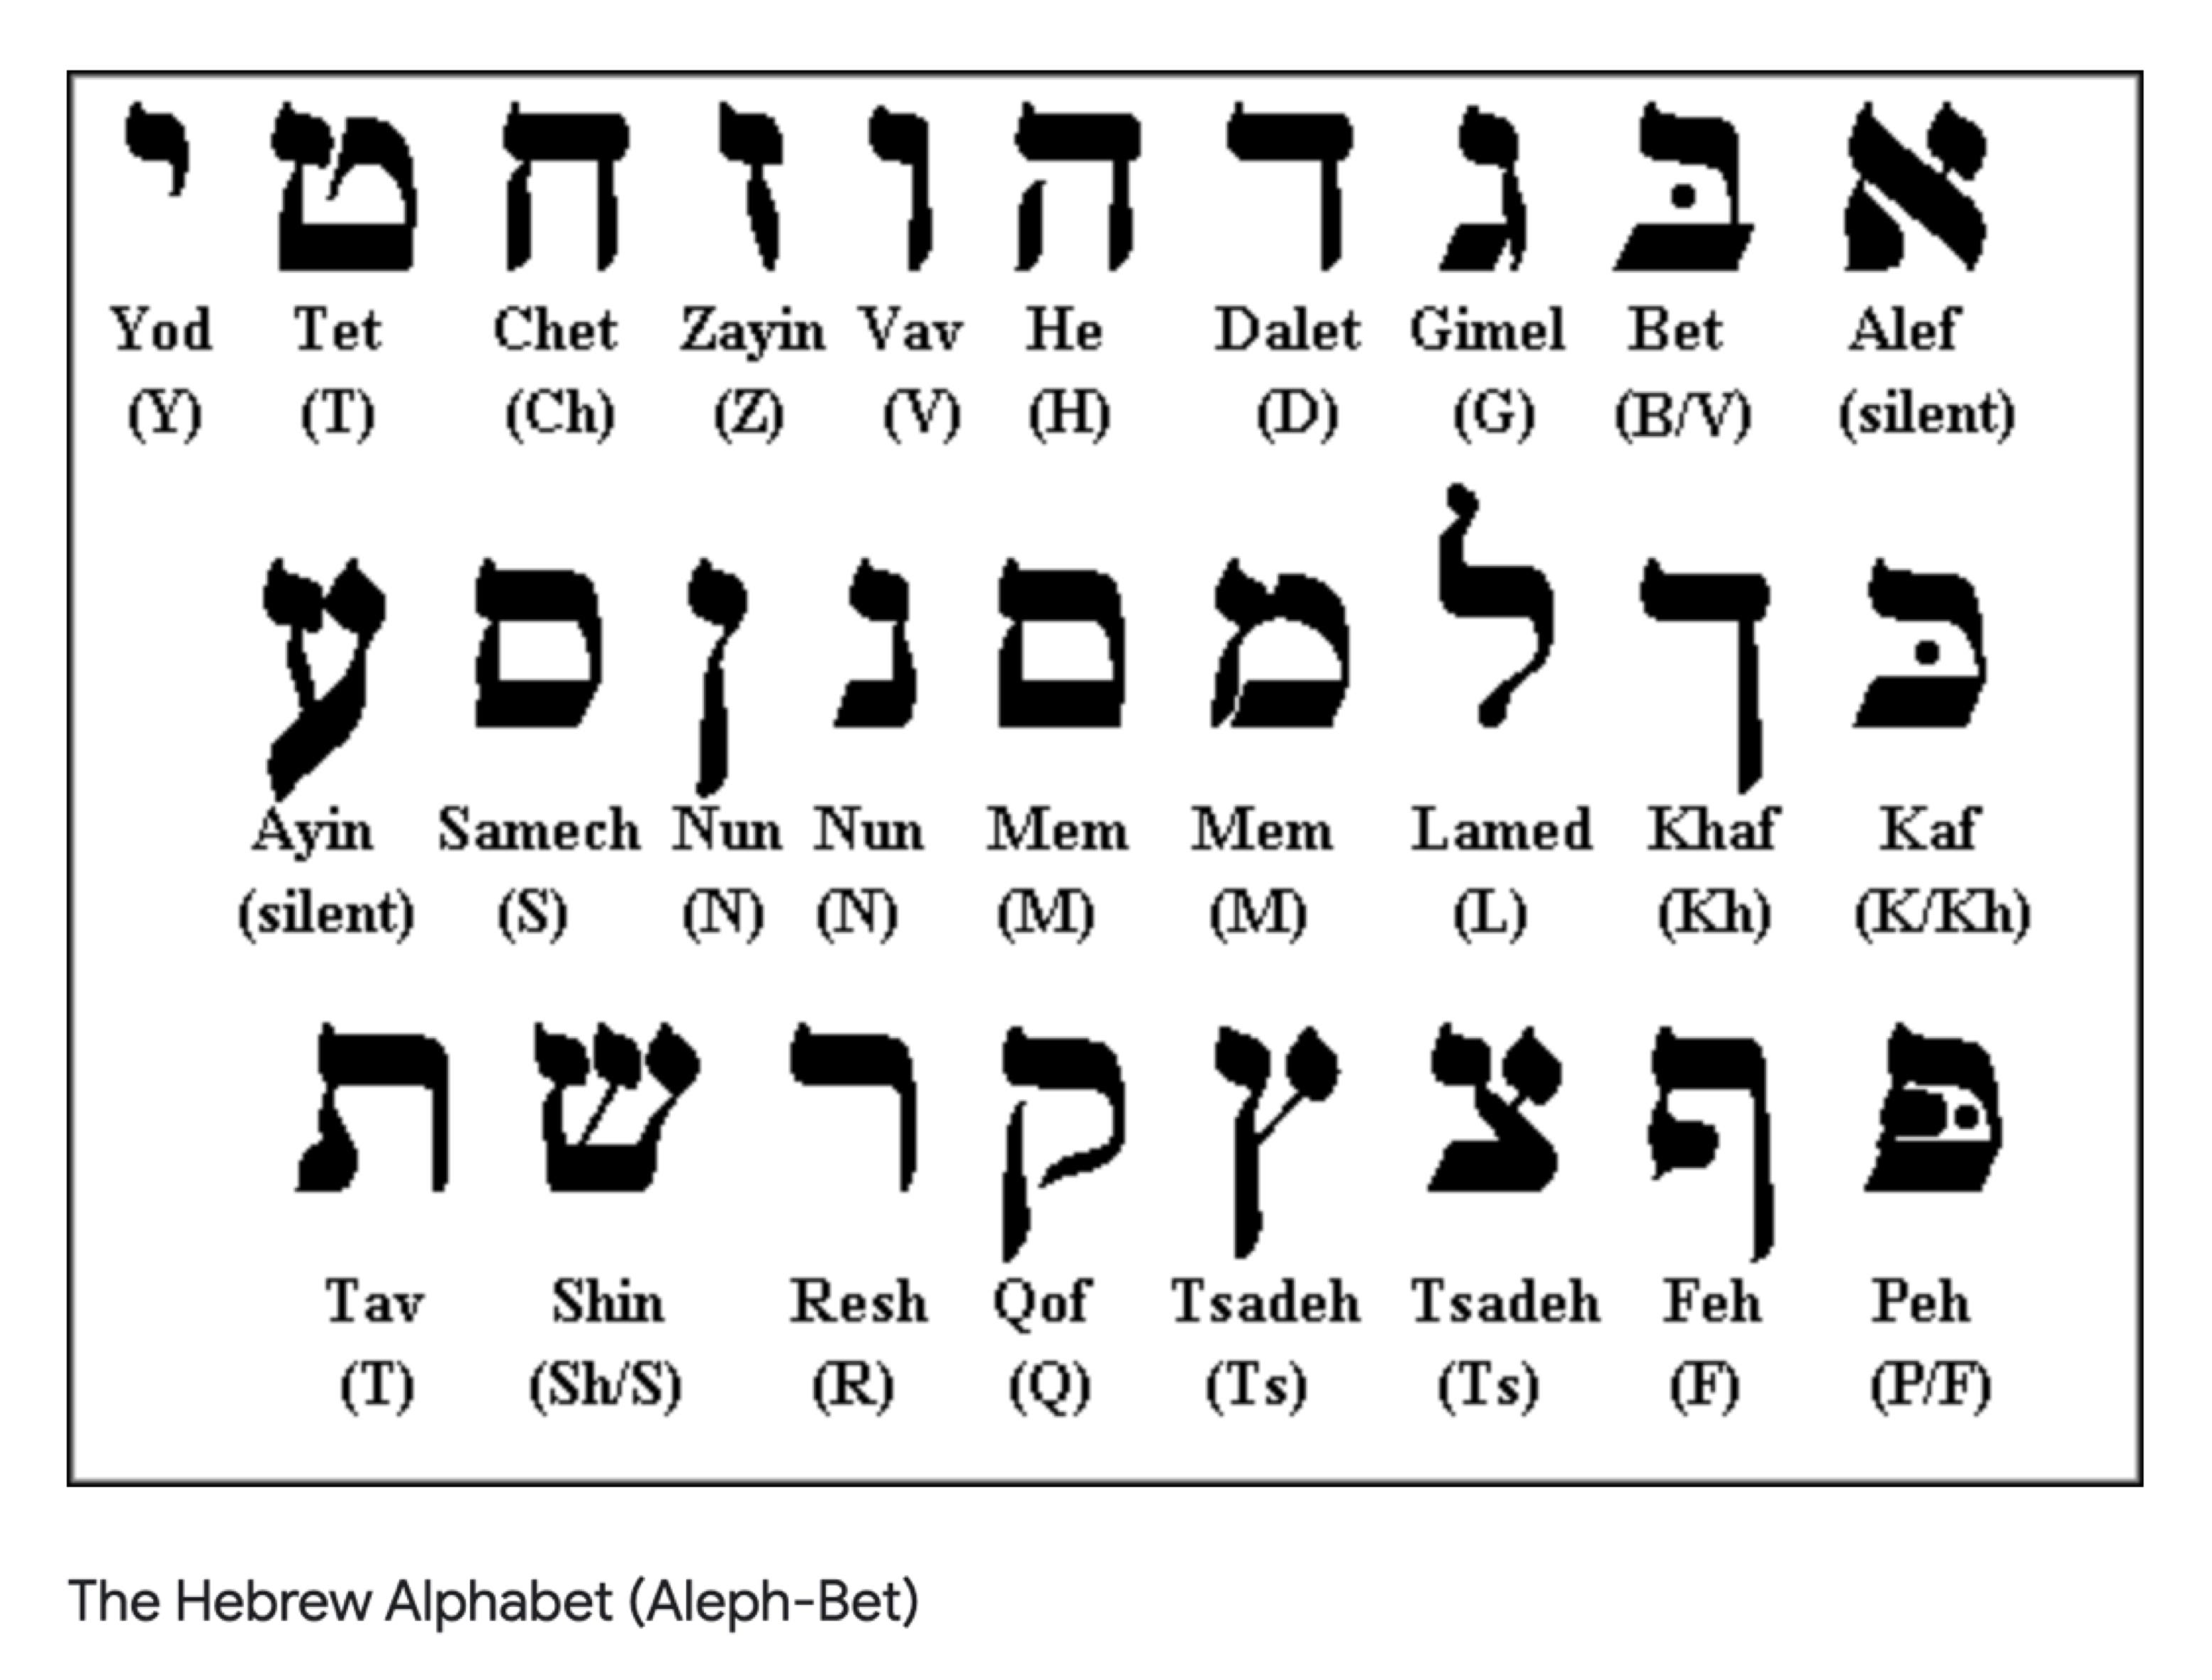 א בּ ג ד ה ו ז ח ט י
Alef Bet Gimel Dalet He Vav Zayin Chet Tet Yod
(silent) (B/V) (G) (D) (H) (V) (Z) (Ch) (T) (Y)
כּ ך ל מ ם נ ן ס ע
Kaf Khaf Lamed Mem Mem Nun Nun Samech Ayin
(K/Kh) (Kh) (L) (M) (M) (N) (N) (S) (silent)
פּ ף צ ץ ק ר ש ת
Peh Feh Tsadeh Tsadeh Qof Resh Shin Tav
(P/F) (F) (Ts) (Ts) (Q) (R) (Sh/S) (T)
The Hebrew Alphabet (Aleph-Bet)